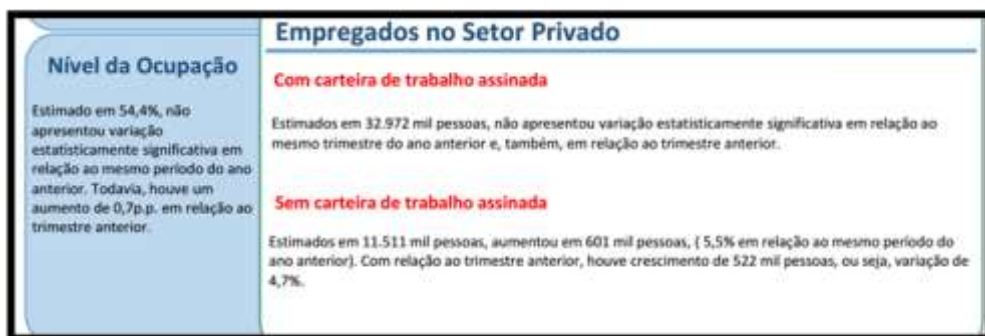 Nível da Ocupação
Estimado em 54,4%, não
apresentou variação
estatisticamente significativa em
relação ao mesmo período do ano
anterior. Todavia, houve um
aumento de 0,7p.p. em relação ao
trimestre anterior.
Empregados no Setor Privado
Com carteira de trabalho assinada
Estimados em 32.972 mil pessoas, não apresentou variação estatisticamente significativa em relação ao
mesmo trimestre do ano anterior e, também, em relação ao trimestre anterior.
Sem carteira de trabalho assinada
Estimados em 11.511 mil pessoas, aumentou em 601 mil pessoas, ( 5,5% em relação ao mesmo período do
ano anterior). Com relação ao trimestre anterior, houve crescimento de 522 mil pessoas, ou seja, variação de
4,7%.